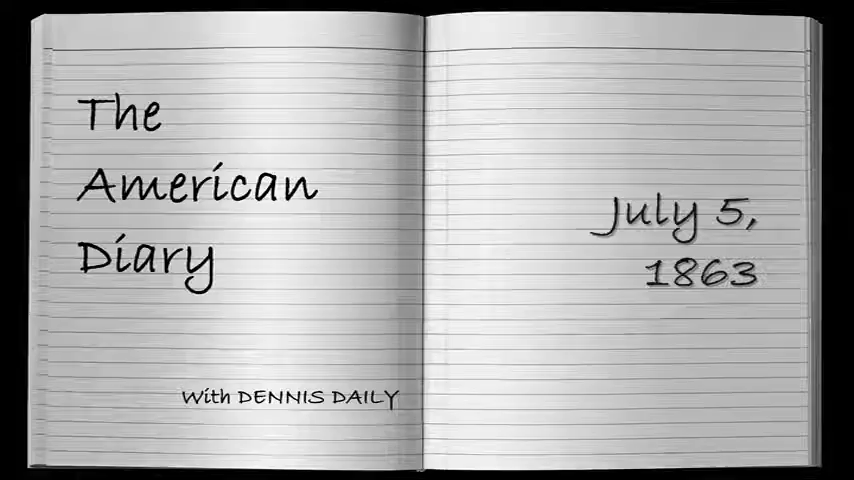 The
American
Diary
With DENNIS DAILY
July 5,
1863